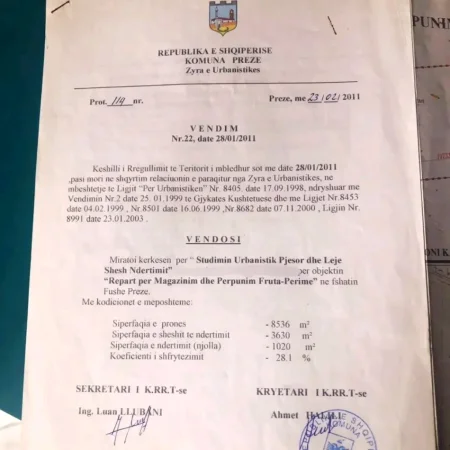 REPUBLIKA E SHQIPERISE
KOMUNA PREZE
Zyra e Urbanistikes
Prot. 114 nr.
Preze, me 23/02/2011
VENDIM
Nr.22, date 28/01/2011
Keshilli i Rregullimit te Teritorit i mbledhur sot me date 28/01/2011
,pasi mori ne shqyrtim relaciuonin e paraqitur nga Zyra e Urbanistikes, ne
mbeshtetje te Ligjit "Per Urbanistiken" Nr. 8405. date 17.09.1998, ndryshuar me
Vendimin Nr.2 date 25. 01.1999 te Gjykates Kushtetuese dhe me Ligjet Nr.8453
date 04.02.1999 , Nr.8501 date 16.06.1999 ,Nr.8682 date 07.11.2000 , Ligjin Nr.
8991 date 23.01.2003 .
VENDOSI
Miratoi kerkesen per " Studimin Urbanistik Pjesor dhe Leje
Shesh Ndertimit" per objektin
"Repart per Magazinim dhe Perpunim Fruta-Perime" ne fshatin
Fushe Preze.
Me kodicionet e meposhteme:
Siperfaqja e prones - 8536 m²
Siperfaqja e sheshit te ndertimit - 3630 m²
Siperfaqja e ndertimit (njolla) - 1020 m²
Koeficienti i shfrytezimit - 28.1 %
SEKRETARI I K.RR.T-se
KRYETARI I K.RR.T-se
Ing. Luan LLUBANI
Ahmet HALILI